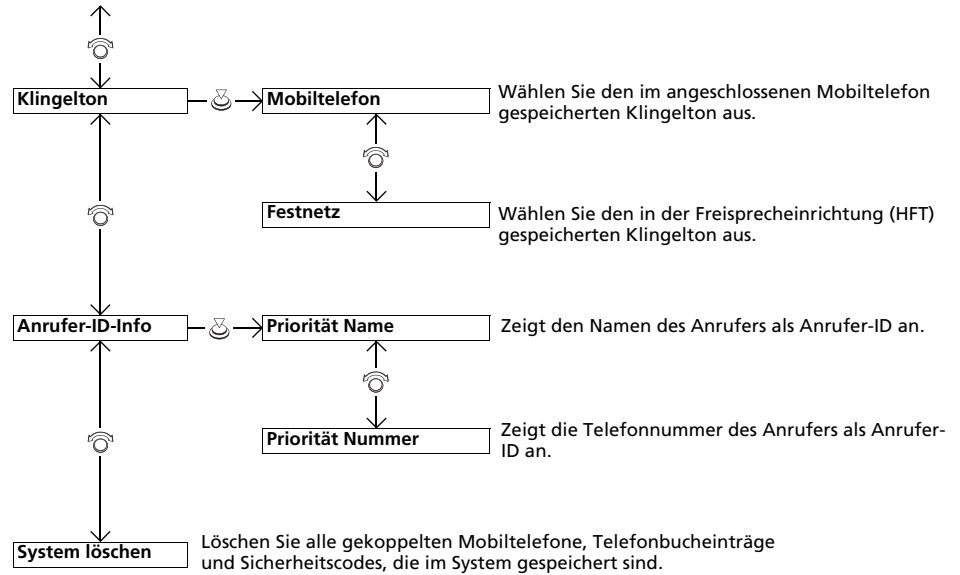 Klingelton
Mobiltelefon
Wählen Sie den im angeschlossenen Mobiltelefon
gespeicherten Klingelton aus.
Festnetz
Wählen Sie den in der Freisprecheinrichtung (HFT)
gespeicherten Klingelton aus.
Anrufer-ID-Info
Priorität Name
Zeigt den Namen des Anrufers als Anrufer-ID an.
Priorität Nummer
Zeigt die Telefonnummer des Anrufers als Anrufer-
ID an.
System löschen
Löschen Sie alle gekoppelten Mobiltelefone, Telefonbucheinträge
und Sicherheitscodes, die im System gespeichert sind.